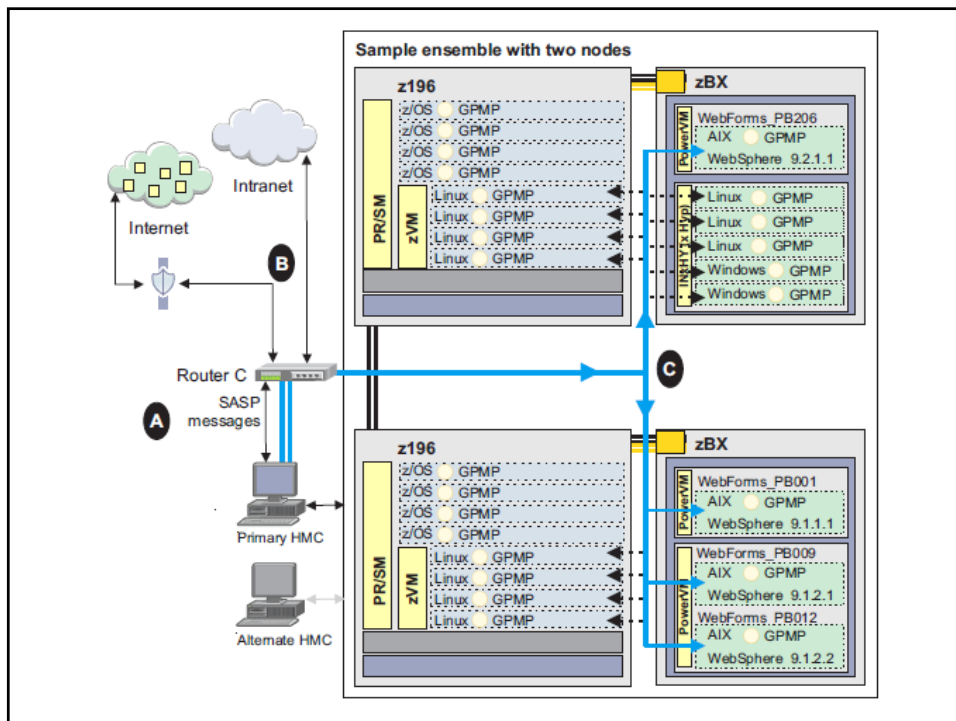 Sample ensemble with two nodes
z196
PR/SM
z/OS GPMP
z/OS GPMP
z/OS GPMP
z/OS GPMP
zVM
Linux GPMP
Linux GPMP
Linux GPMP
Linux GPMP
zBX
PowerVM
WebForms_PB206
AIX GPMP
WebSphere 9.2.1.1
Linux GPMP
Linux GPMP
Linux GPMP
Windows GPMP
Windows GPMP
Intranet
Internet
B
Router C
C
SASP
messages
A
Primary HMC
Alternate HMC
z196
PR/SM
z/OS GPMP
z/OS GPMP
z/OS GPMP
z/OS GPMP
zVM
Linux GPMP
Linux GPMP
Linux GPMP
Linux GPMP
zBX
PowerVM
WebForms_PB001
AIX GPMP
WebSphere 9.1.1.1
PowerVM
WebForms_PB009
AIX GPMP
WebSphere 9.1.2.1
WebForms_PB012
AIX GPMP
WebSphere 9.1.2.2